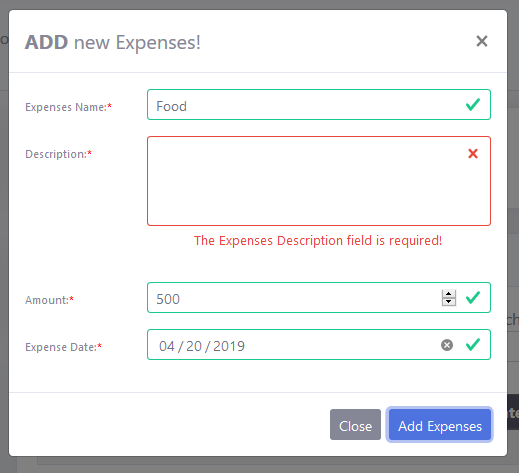 ADD new Expenses!
Expenses Name:* Food
Description:*
The Expenses Description field is required!
Amount:* 500
Expense Date:* 04 / 20 / 2019
Close Add Expenses